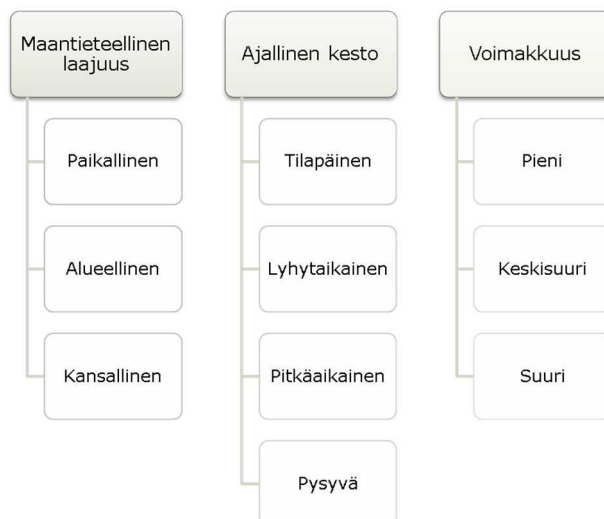 Maantieteellinen
laajuus
Paikallinen
Alueellinen
Kansallinen
Ajallinen kesto
Tilapäinen
Lyhytaikainen
Pitkäaikainen
Pysyvä
Voimakkuus
Pieni
Keskisuuri
Suuri